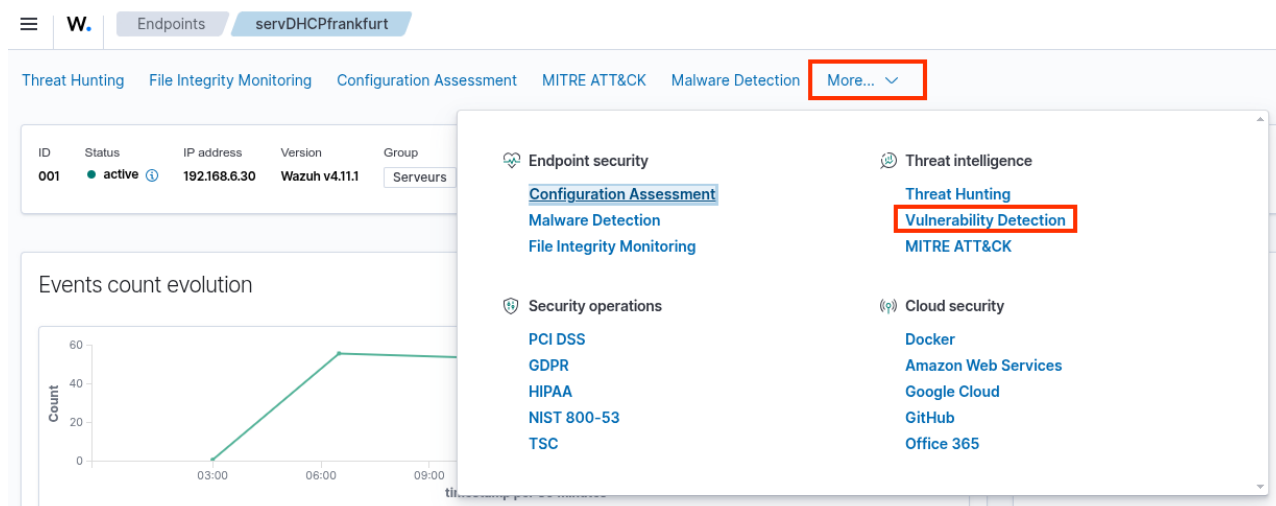 W. Endpoints servDHCPfrankfurt
Threat Hunting File Integrity Monitoring Configuration Assessment MITRE ATT&CK Malware Detection More...
ID Status IP address Version Group
001 active 192.168.6.30 Wazuh v4.11.1 Serveurs
Endpoint security
Configuration Assessment
Malware Detection
File Integrity Monitoring
Threat intelligence
Threat Hunting
Vulnerability Detection
MITRE ATT&CK
Security operations
PCI DSS
GDPR
HIPAA
NIST 800-53
TSC
Cloud security
Docker
Amazon Web Services
Google Cloud
GitHub
Office 365
Events count evolution
Count
60
40
20
0
03:00 06:00 09:00